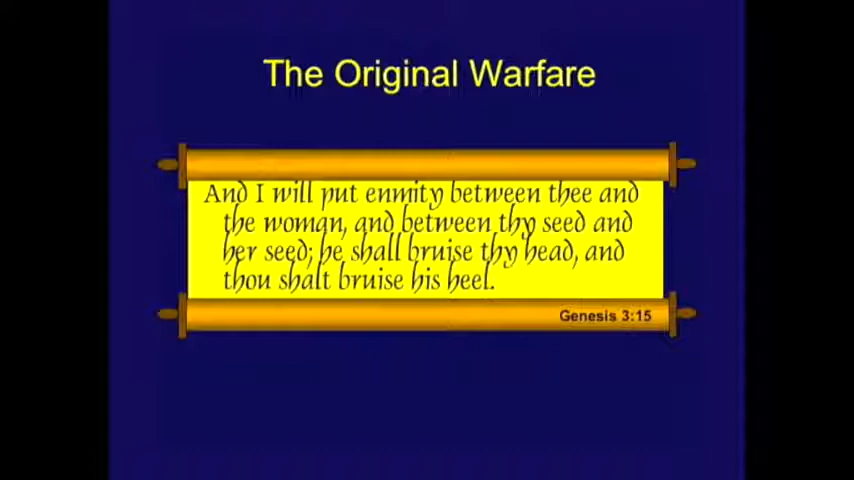 The Original Warfare
And I will put enmity between thee and
the woman, and between thy seed and
her seed; he shall bruise thy head, and
thou shalt bruise his heel.
Genesis 3:15